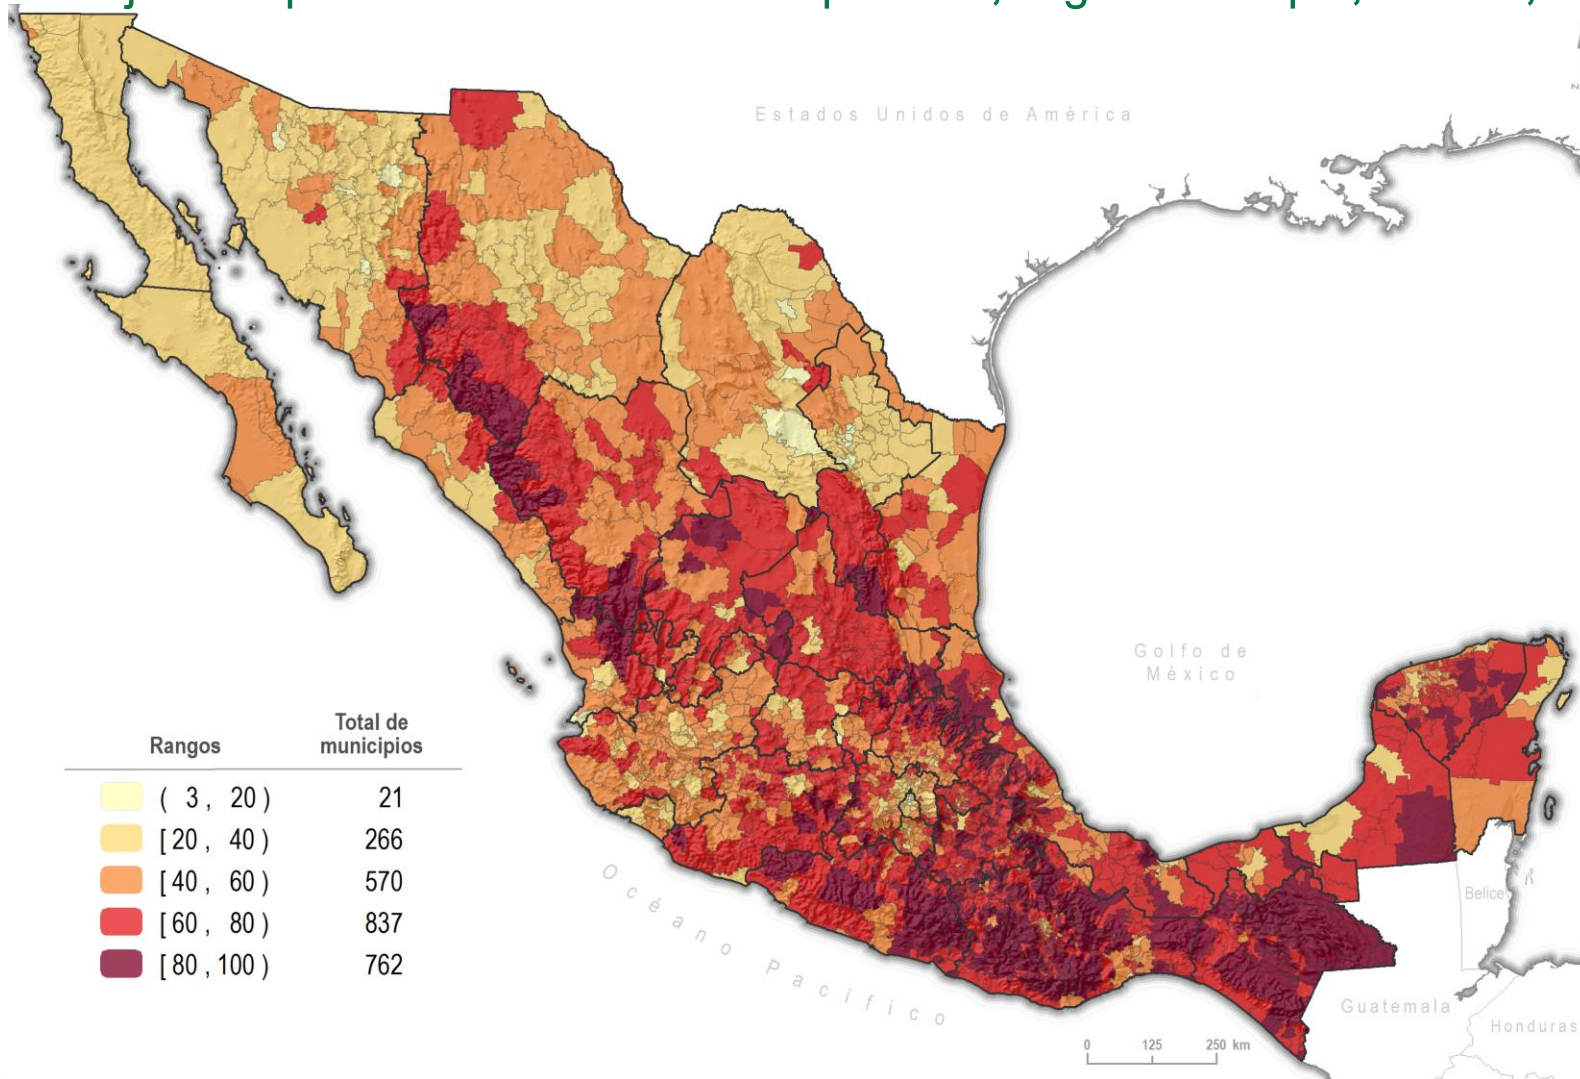 Estados Unidos de América
Golfo de
México
Rangos
Total de
municipios
( 3 , 20 ) 21
[ 20 , 40 ) 266
[ 40 , 60 ) 570
[ 60 , 80 ) 837
[ 80 , 100 ) 762
Océano Pacífico
Belice
Guatemala
Honduras
0 125 250 km